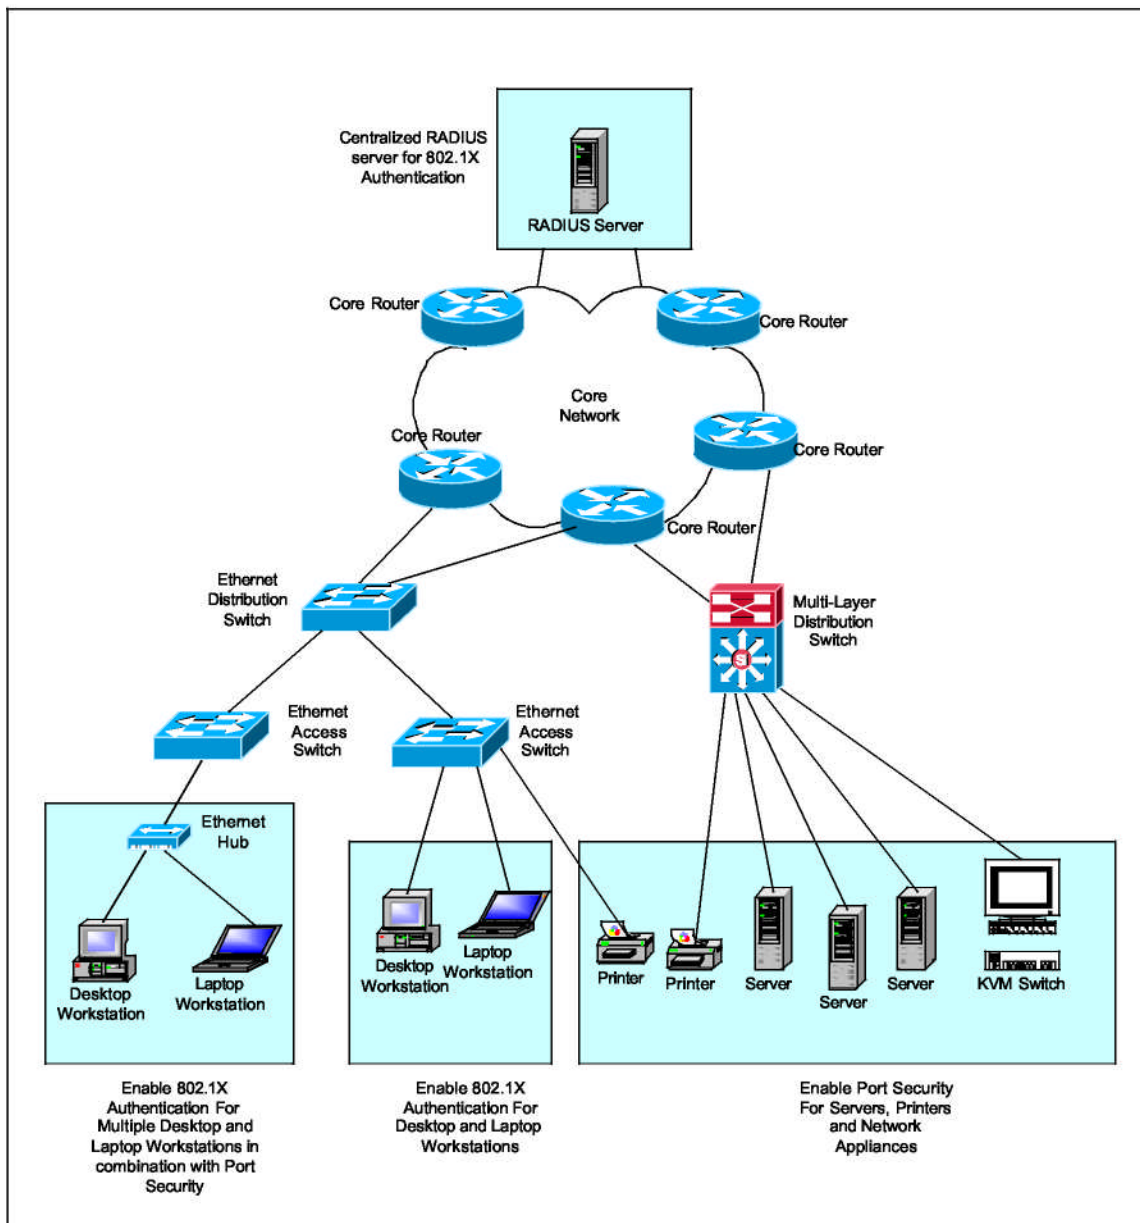 Centralized RADIUS
server for 802.1X
Authentication
RADIUS Server
Core Router
Core Router
Core
Network
Core Router
Core Router
Core Router
Ethernet
Distribution
Switch
Multi-Layer
Distribution
Switch
S
Ethernet
Access
Switch
Ethernet
Access
Switch
Ethernet
Hub
Desktop
Workstation
Laptop
Workstation
Desktop
Workstation
Laptop
Workstation
Printer
Printer
Server
Server
Server
KVM Switch
Enable 802.1X
Authentication For
Multiple Desktop and
Laptop Workstations in
combination with Port
Security
Enable 802.1X
Authentication For
Desktop and Laptop
Workstations
Enable Port Security
For Servers, Printers
and Network
Appliances